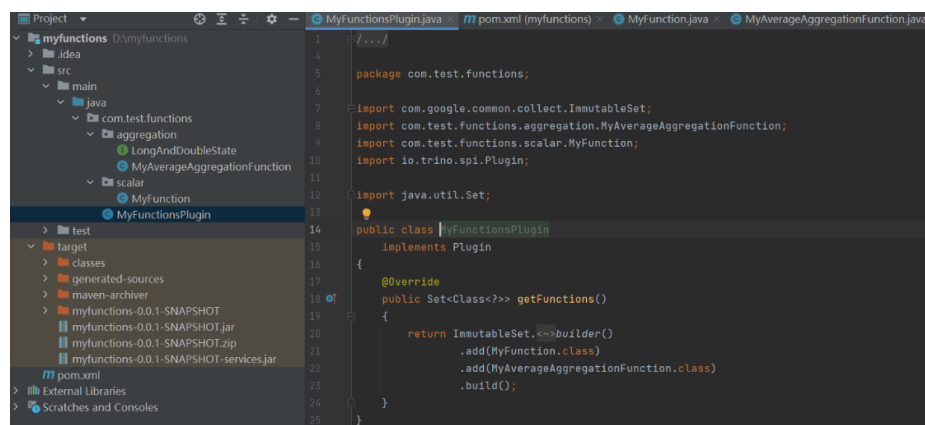 Project
myfunctions D:\myfunctions
.idea
src
main
java
com.test.functions
aggregation
LongAndDoubleState
MyAverageAggregationFunction
scalar
MyFunction
MyFunctionsPlugin
test
target
classes
generated-sources
maven-archiver
myfunctions-0.0.1-SNAPSHOT
myfunctions-0.0.1-SNAPSHOT.jar
myfunctions-0.0.1-SNAPSHOT.zip
myfunctions-0.0.1-SNAPSHOT-services.jar
pom.xml
External Libraries
Scratches and Consoles
MyFunctionsPlugin.java pom.xml (myfunctions) MyFunction.java MyAverageAggregationFunction.java
1 /.../
4
5 package com.test.functions;
6
7 import com.google.common.collect.ImmutableSet;
8 import com.test.functions.aggregation.MyAverageAggregationFunction;
9 import com.test.functions.scalar.MyFunction;
10 import io.trino.spi.Plugin;
11
12 import java.util.Set;
13
14 public class MyFunctionsPlugin
15 implements Plugin
16 {
17 @Override
18 public Set<Class<?>> getFunctions()
19 {
20 return ImmutableSet.<~>builder()
21 .add(MyFunction.class)
22 .add(MyAverageAggregationFunction.class)
23 .build();
24 }
25 }